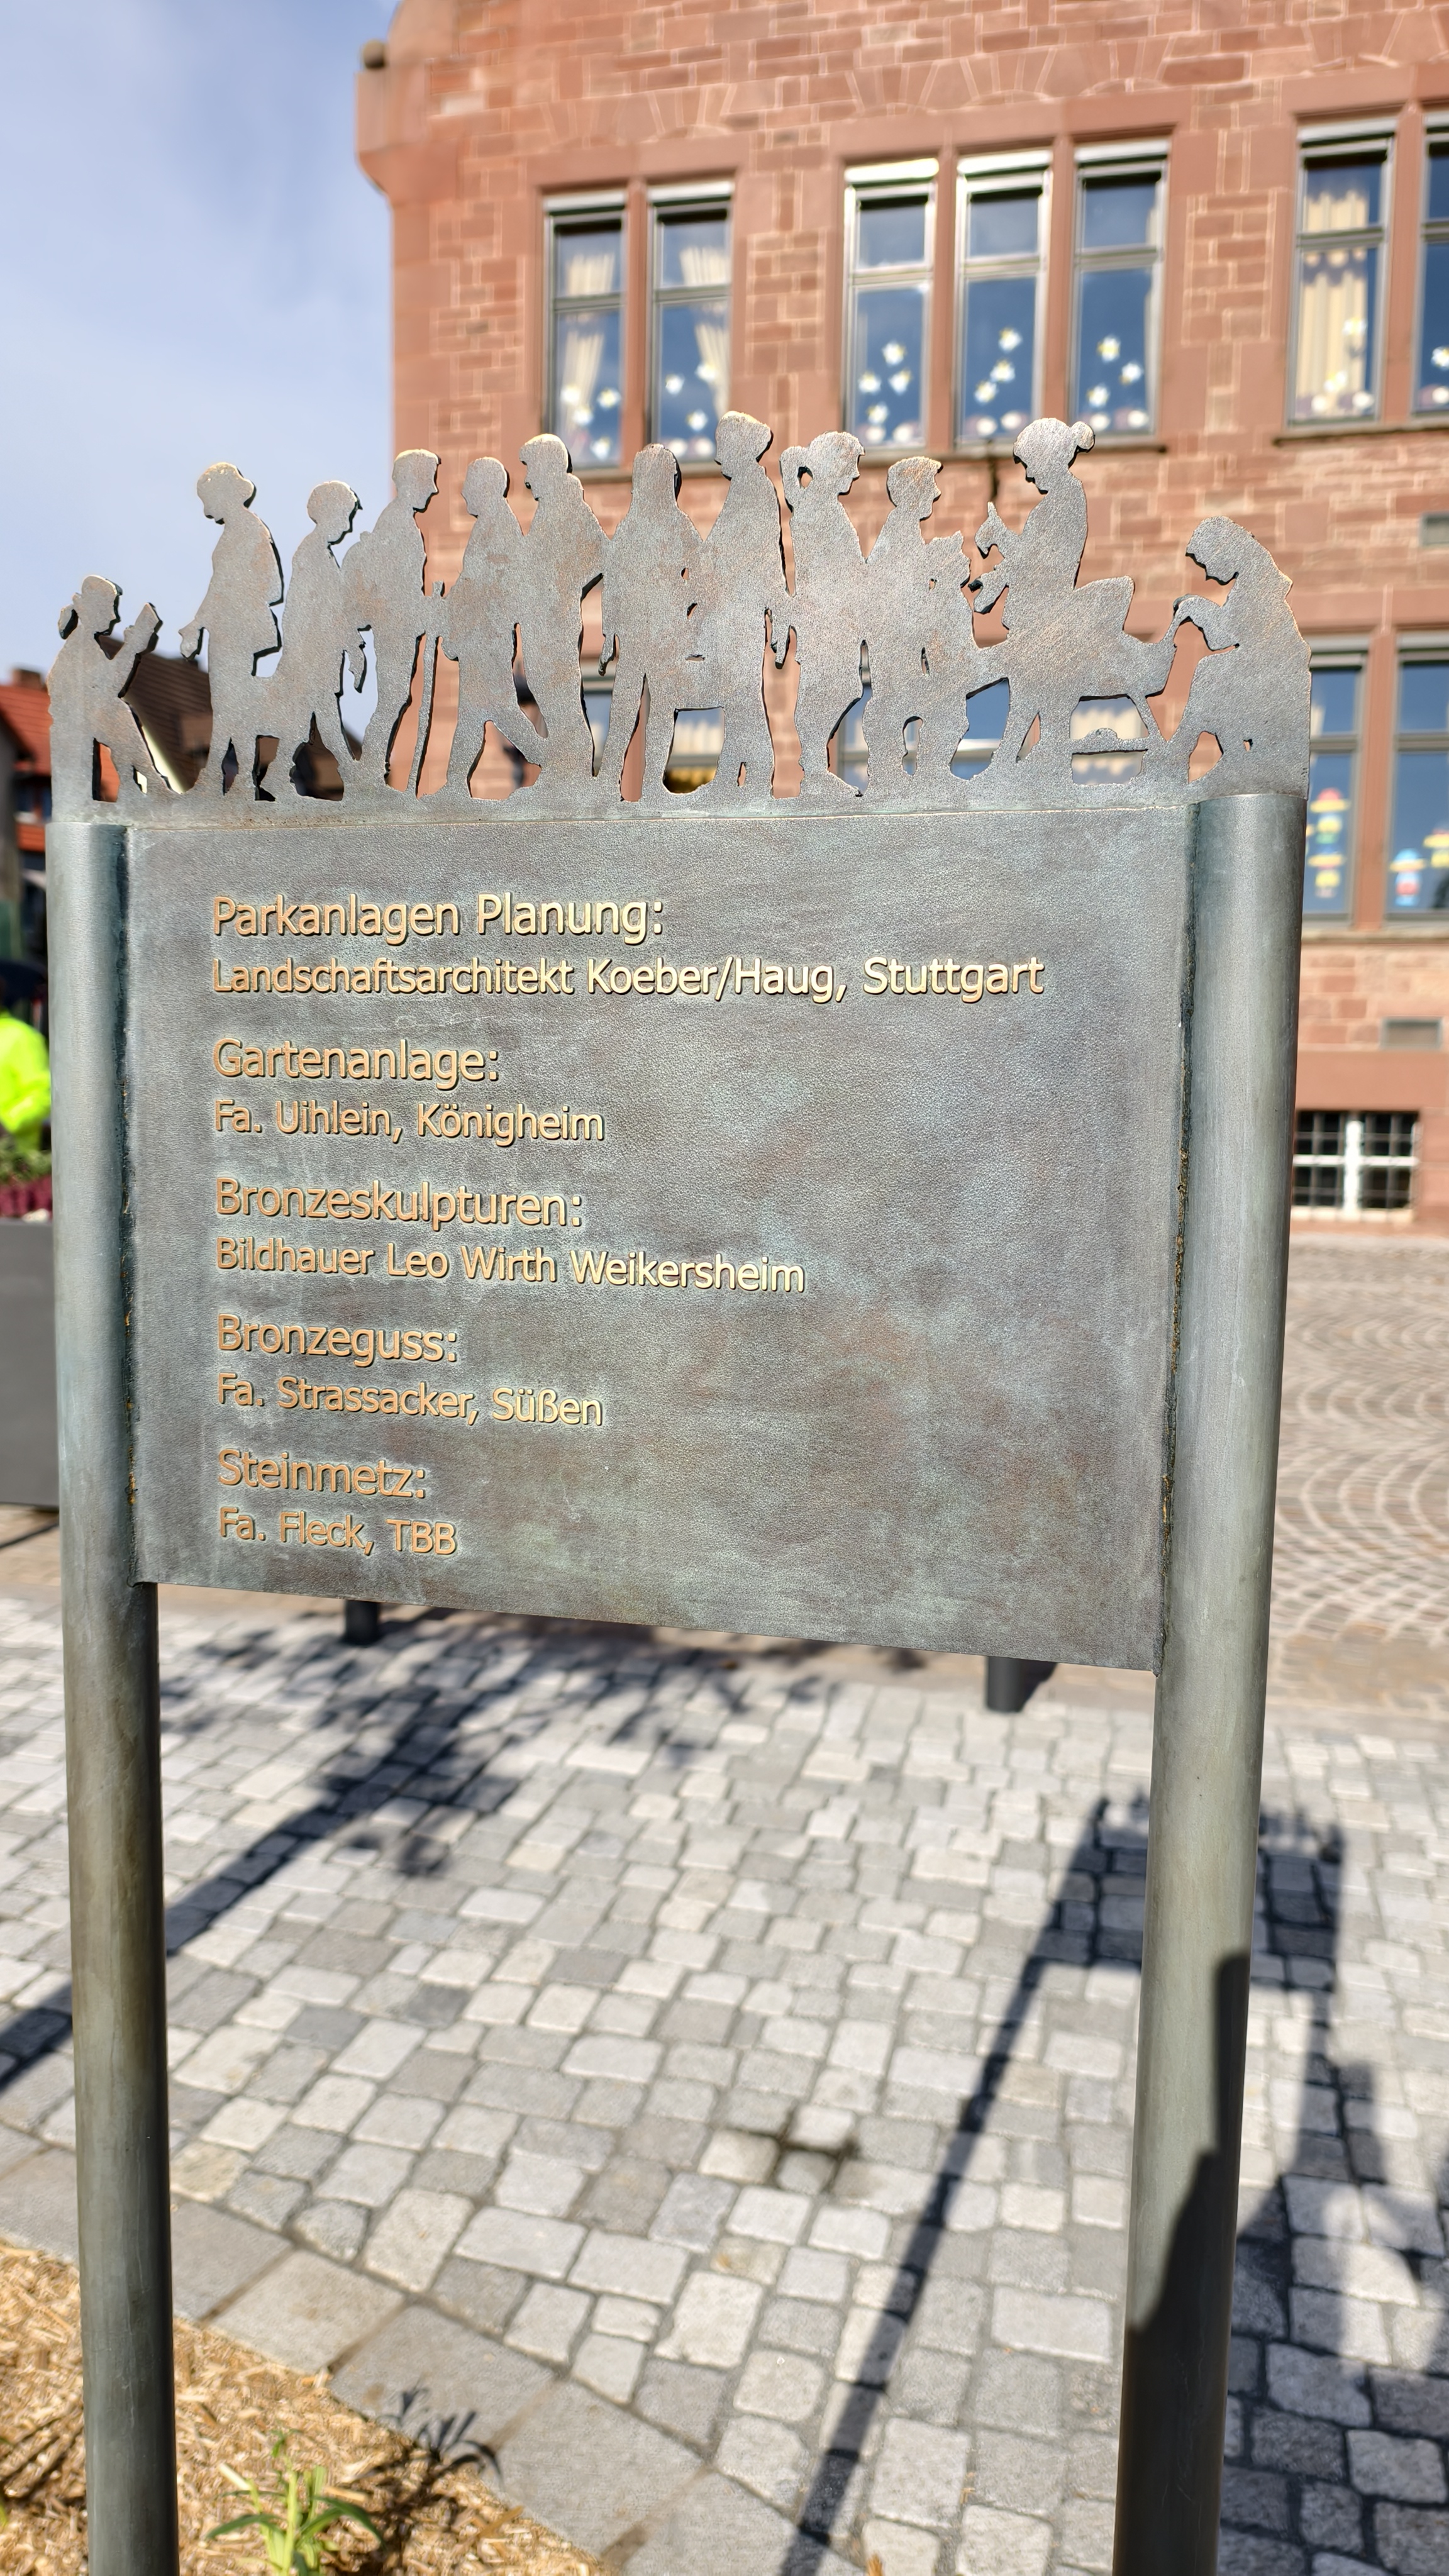 Parkanlagen Planung:
Landschaftsarchitekt Koeber/Haug, Stuttgart
Gartenanlage:
Fa. Uihlein, Königheim
Bronzeskulpturen:
Bildhauer Leo Wirth Weikersheim
Bronzeguss:
Fa. Strassacker, Süßen
Steinmetz:
Fa. Fleck, TBB